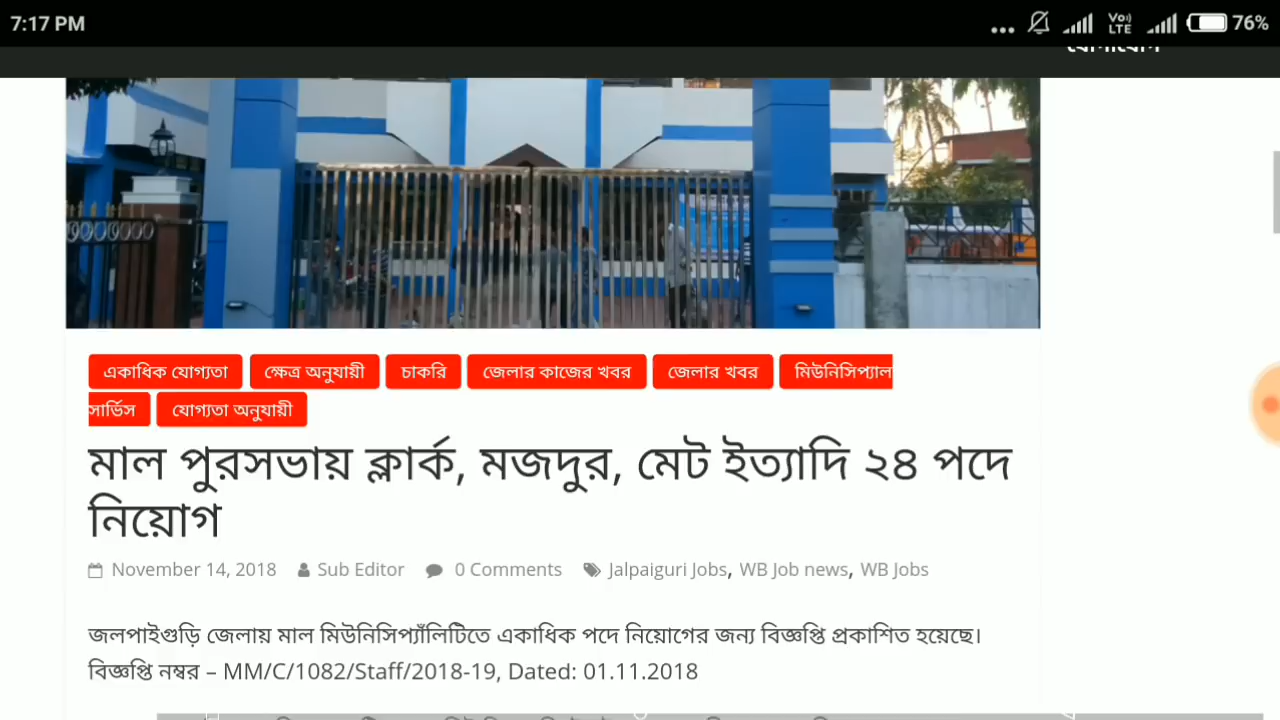 7:17 PM
Vo)) LTE 76%
একাধিক যোগ্যতা ক্ষেত্র অনুযায়ী চাকরি জেলার কাজের খবর জেলার খবর মিউনিসিপ্যাল
সার্ভিস যোগ্যতা অনুযায়ী
মাল পুরসভায় ক্লার্ক, মজদুর, মেট ইত্যাদি ২৪ পদে
নিয়োগ
November 14, 2018 Sub Editor 0 Comments Jalpaiguri Jobs, WB Job news, WB Jobs
জলপাইগুড়ি জেলায় মাল মিউনিসিপ্যাঁলিটিতে একাধিক পদে নিয়োগের জন্য বিজ্ঞপ্তি প্রকাশিত হয়েছে।
বিজ্ঞপ্তি নম্বর – MM/C/1082/Staff/2018-19, Dated: 01.11.2018